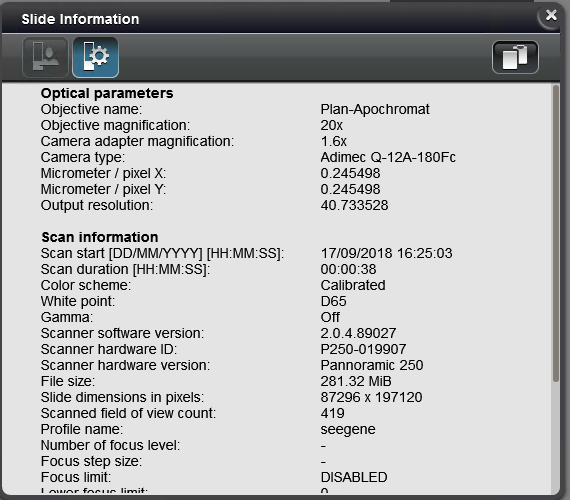 Slide Information
Optical parameters
Objective name: Plan-Apochromat
Objective magnification: 20x
Camera adapter magnification: 1.6x
Camera type: Adimec Q-12A-180Fc
Micrometer / pixel X: 0.245498
Micrometer / pixel Y: 0.245498
Output resolution: 40.733528
Scan information
Scan start [DD/MM/YYYY] [HH:MM:SS]: 17/09/2018 16:25:03
Scan duration [HH:MM:SS]: 00:00:38
Color scheme: Calibrated
White point: D65
Gamma: Off
Scanner software version: 2.0.4.89027
Scanner hardware ID: P250-019907
Scanner hardware version: Pannoramic 250
File size: 281.32 MiB
Slide dimensions in pixels: 87296 x 197120
Scanned field of view count: 419
Profile name: seegene
Number of focus level: -
Focus step size: -
Focus limit: DISABLED
Lower focus limit: 0